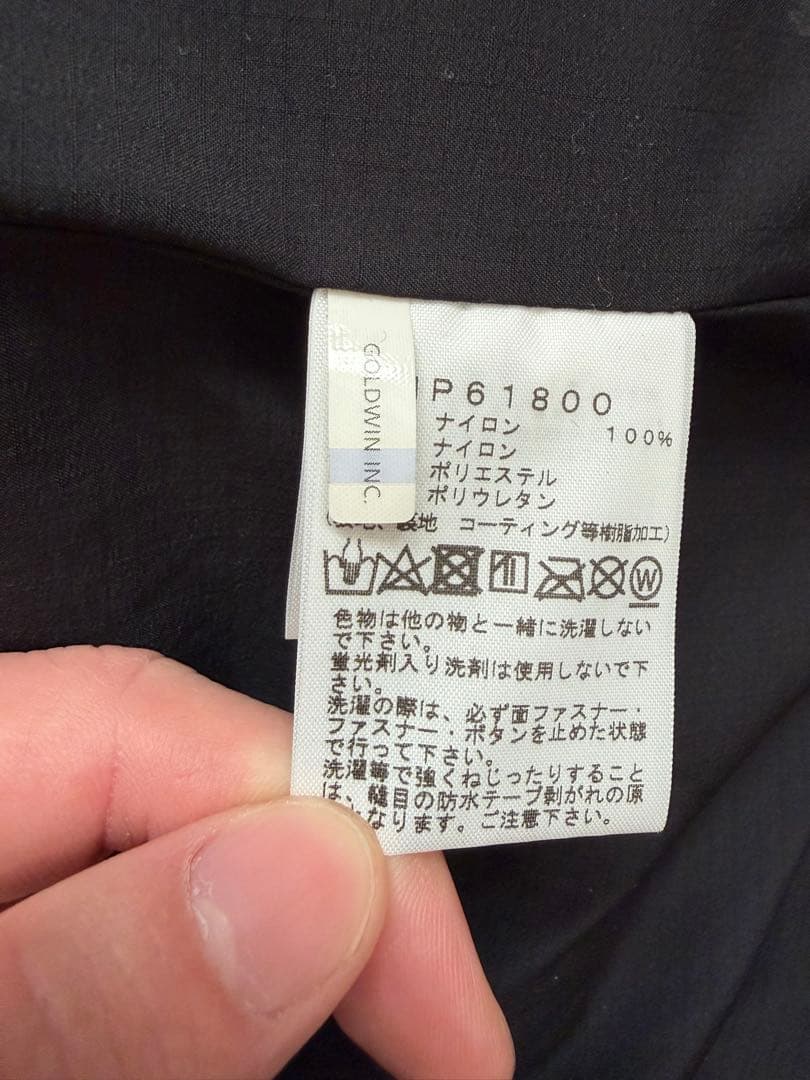 GOLDWIN INC.
P61800
ナイロン 100%
ナイロン
ポリエステル
ポリウレタン
裏地 コーティング等樹脂加工)
W
色物は他の物と一緒に洗濯しない
で下さい。
蛍光剤入り洗剤は使用しないで下
さい。
洗濯の際は、必ず面ファスナー・
ファスナー・ボタンを止めた状態
で行って下さい。
洗濯等で強くねじったりすること
は、縫目の防水テープ剥がれの原
なります。ご注意下さい。